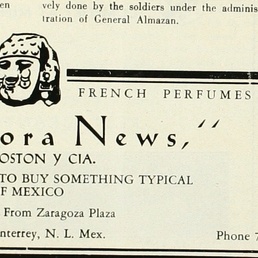 en
vely done by the soldiers under the adminis
tration of General Almazan.
FRENCH PERFUMES
ora News,"
OSTON Y CIA.
TO BUY SOMETHING TYPICAL
F MEXICO
From Zaragoza Plaza
nterrey, N. L. Mex. Phone 7